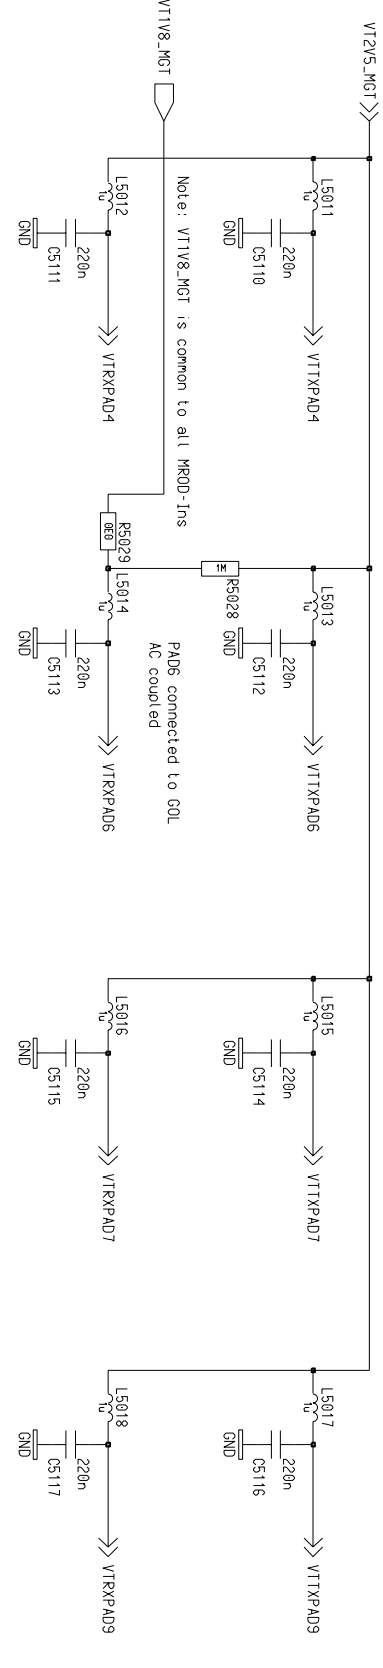 VT2V5_MGT
L5011
1u
VTTXPAD4
220n
C5110
GND
L5013
1u
VTTXPAD6
220n
C5112
GND
L5015
1u
VTTXPAD7
220n
C5114
GND
L5017
1u
VTTXPAD9
220n
C5116
GND
R5028
1M
Note: VT1V8_MGT is common to all MROD-Ins
VT1V8_MGT
PAD6 connected to GOL
AC coupled
L5012
1u
VTRXPAD4
220n
C5111
GND
R5029
0E0
L5014
1u
VTRXPAD6
220n
C5113
GND
L5016
1u
VTRXPAD7
220n
C5115
GND
L5018
1u
VTRXPAD9
220n
C5117
GND